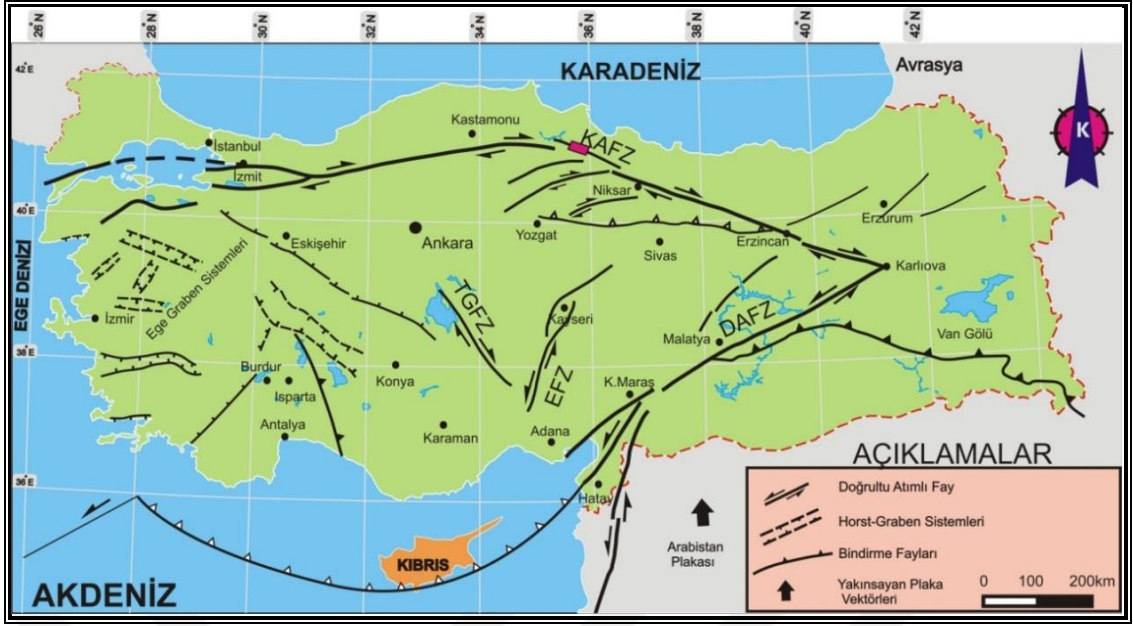 26°N 28°N 30°N 32°N 34°N 36°N 38°N 40°N 42°N
42°E
40°E
38°E
36°E
KARADENİZ
Avrasya
K
Kastamonu
KAFZ
İstanbul
İzmit
Niksar
Erzurum
Eskişehir
Ankara
Yozgat
Sivas
Erzincan
Karlıova
EGE DENİZİ
Ege Graben Sistemleri
İzmir
TGFZ
Kayseri
Malatya
DAFZ
Van Gölü
Burdur
Isparta
Konya
EFZ
K.Maraş
Antalya
Karaman
Adana
Hatay
KIBRIS
AKDENİZ
Arabistan
Plakası
AÇIKLAMALAR
Doğrultu Atımlı Fay
Horst-Graben Sistemleri
Bindirme Fayları
Yakınsayan Plaka
Vektörleri
0 100 200km